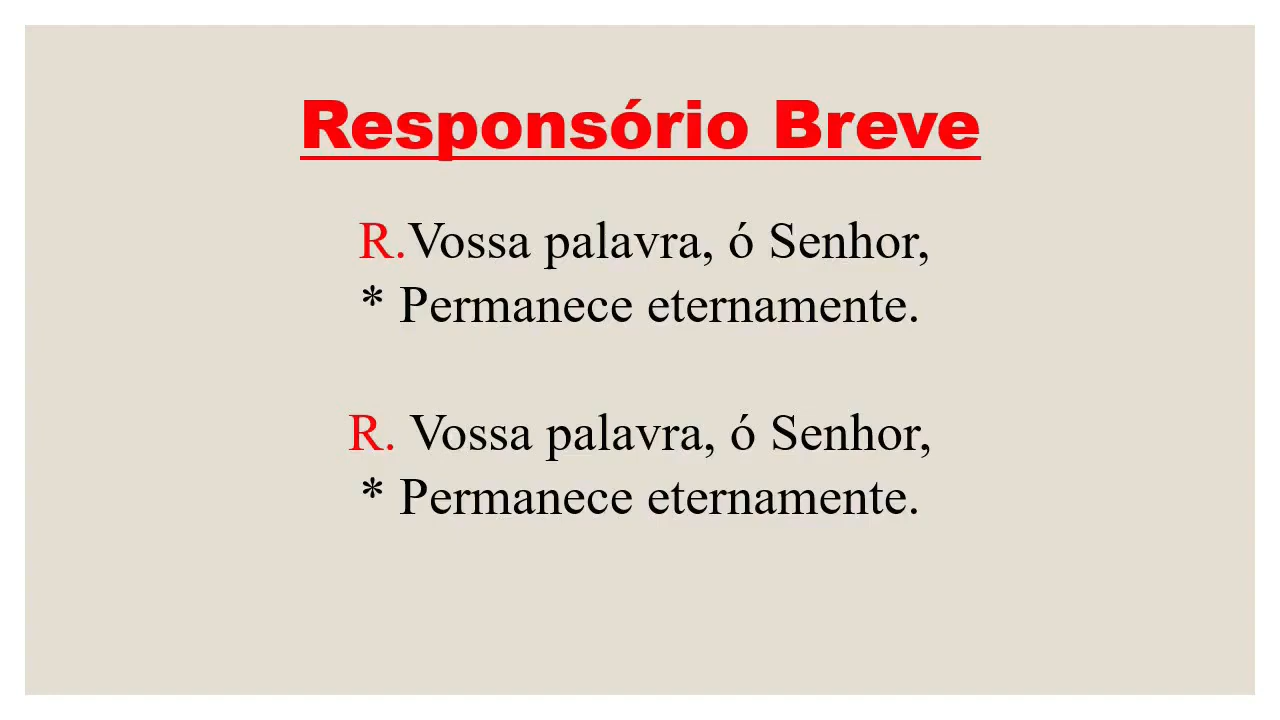 Responsório Breve
R.Vossa palavra, ó Senhor,
* Permanece eternamente.
R. Vossa palavra, ó Senhor,
* Permanece eternamente.